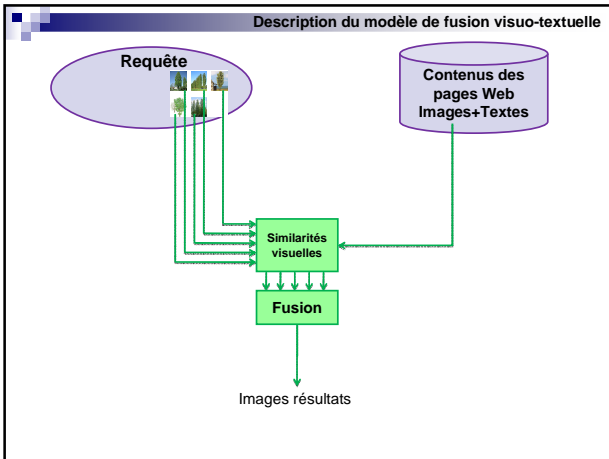 Description du modèle de fusion visuo-textuelle
Requête
Contenus des
pages Web
Images+Textes
Similarités
visuelles
Fusion
Images résultats